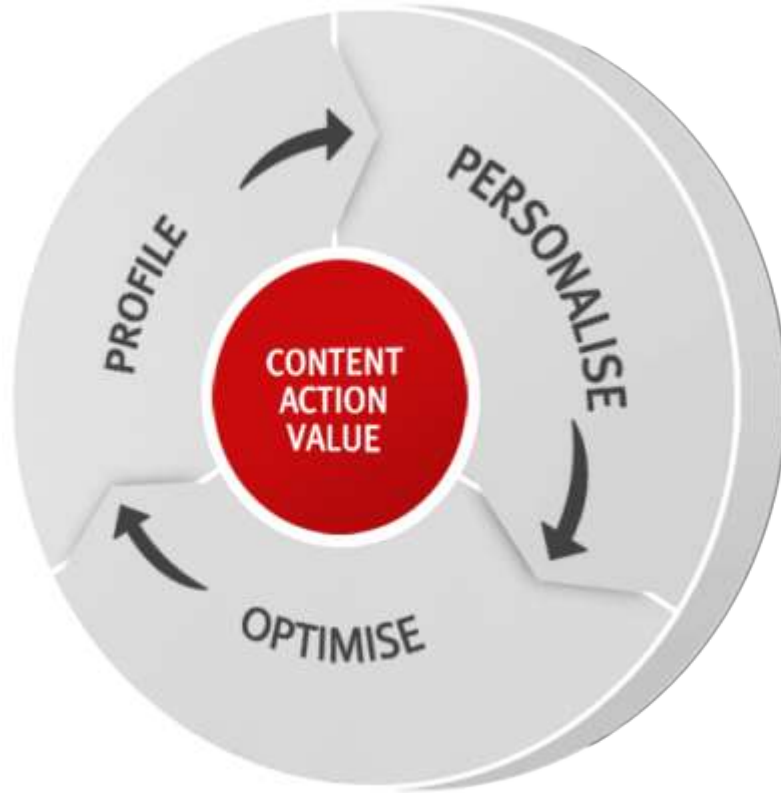 PROFILE
PERSONALISE
CONTENT
ACTION
VALUE
OPTIMISE